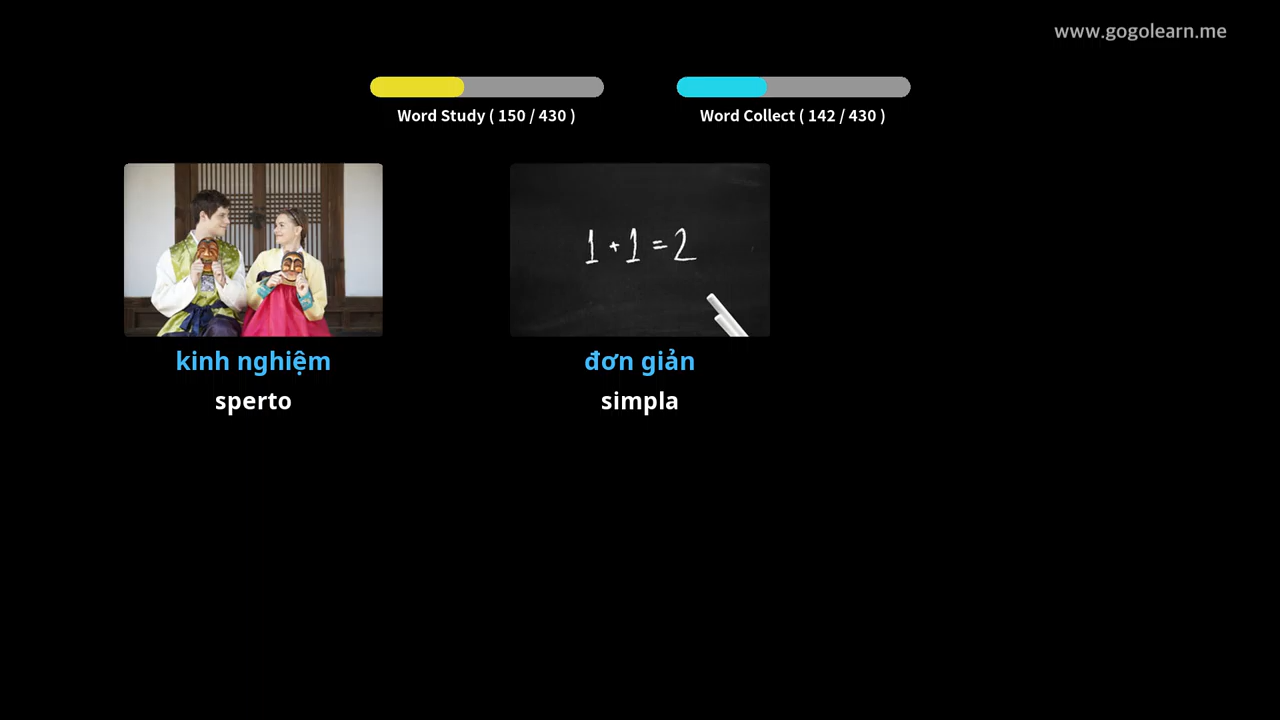 www.gogolearn.me
Word Study ( 150 / 430 )
Word Collect ( 142 / 430 )
1 + 1 = 2
kinh nghiệm
đơn giản
sperto
simpla